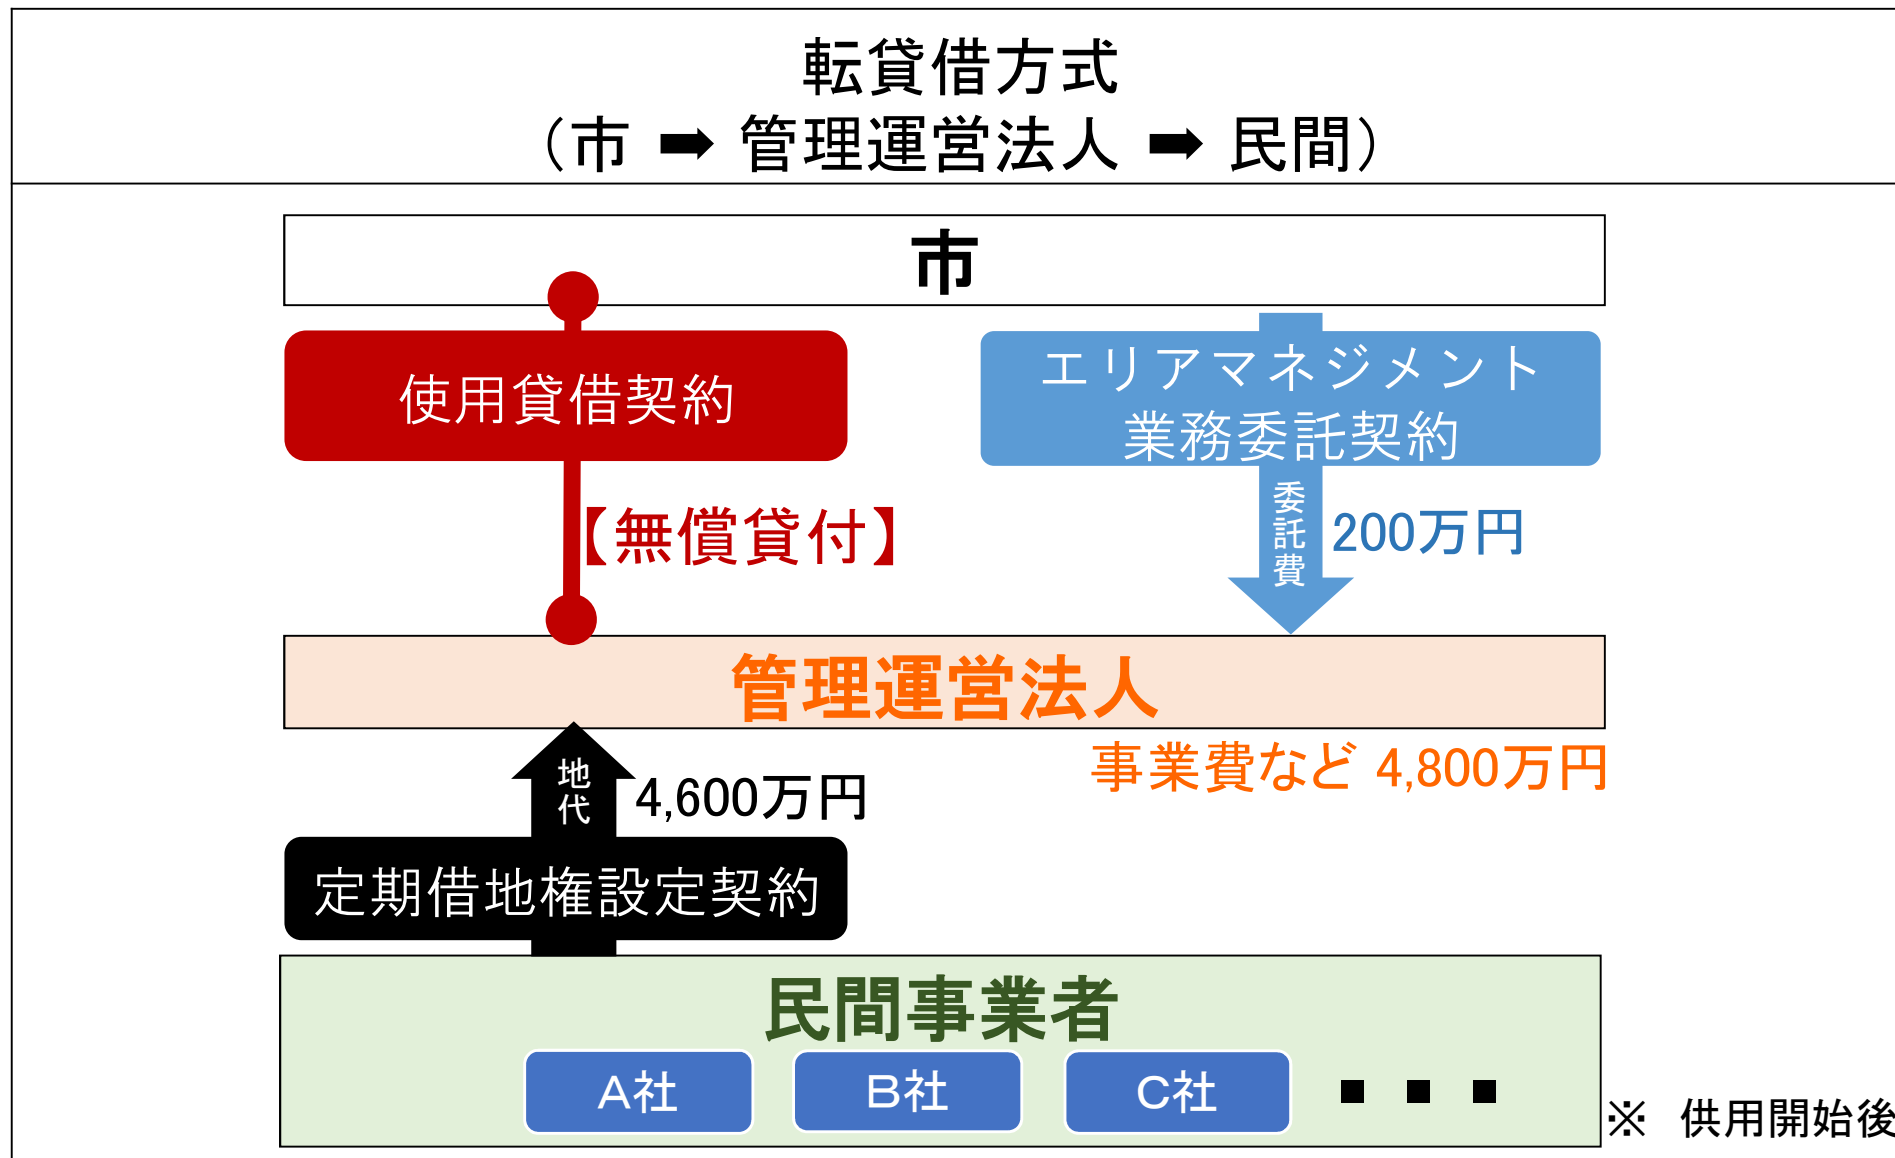 転貸借方式
（市 ➡ 管理運営法人 ➡ 民間）
市
使用貸借契約
エリアマネジメント
業務委託契約
【無償貸付】
委託費
200万円
管理運営法人
事業費など 4,800万円
地代
4,600万円
定期借地権設定契約
民間事業者
A社
B社
C社
■ ■ ■
※　供用開始後